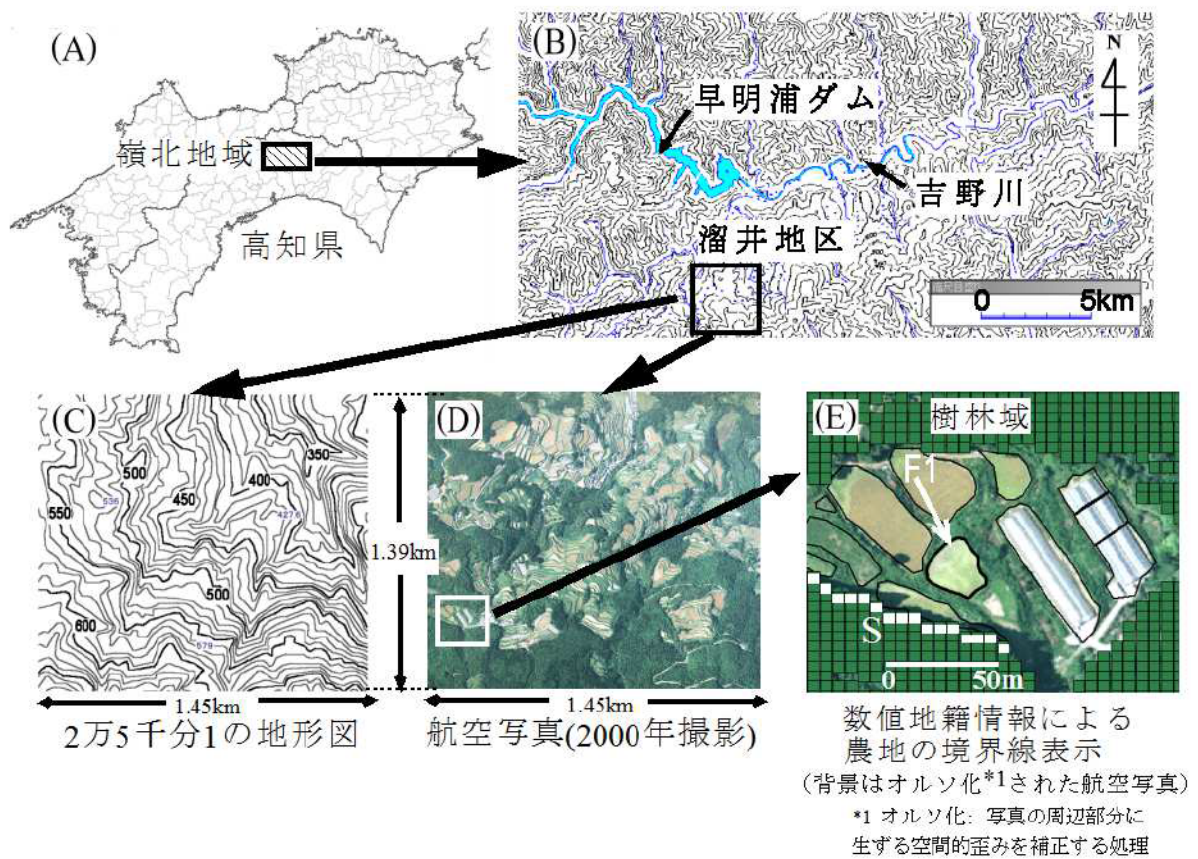 (A)
嶺北地域
高知県
(B)
早明浦ダム
N
吉野川
溜井地区
0 5km
(C)
500
550
536
450
400
350
427.6
500
600
579
1.45km
2万5千分1の地形図
1.39km
(D)
1.45km
航空写真(2000年撮影)
(E)
樹林域
F1
S
0 50m
数値地籍情報による
農地の境界線表示
(背景はオルソ化*1された航空写真)
*1 オルソ化: 写真の周辺部分に
生ずる空間的歪みを補正する処理